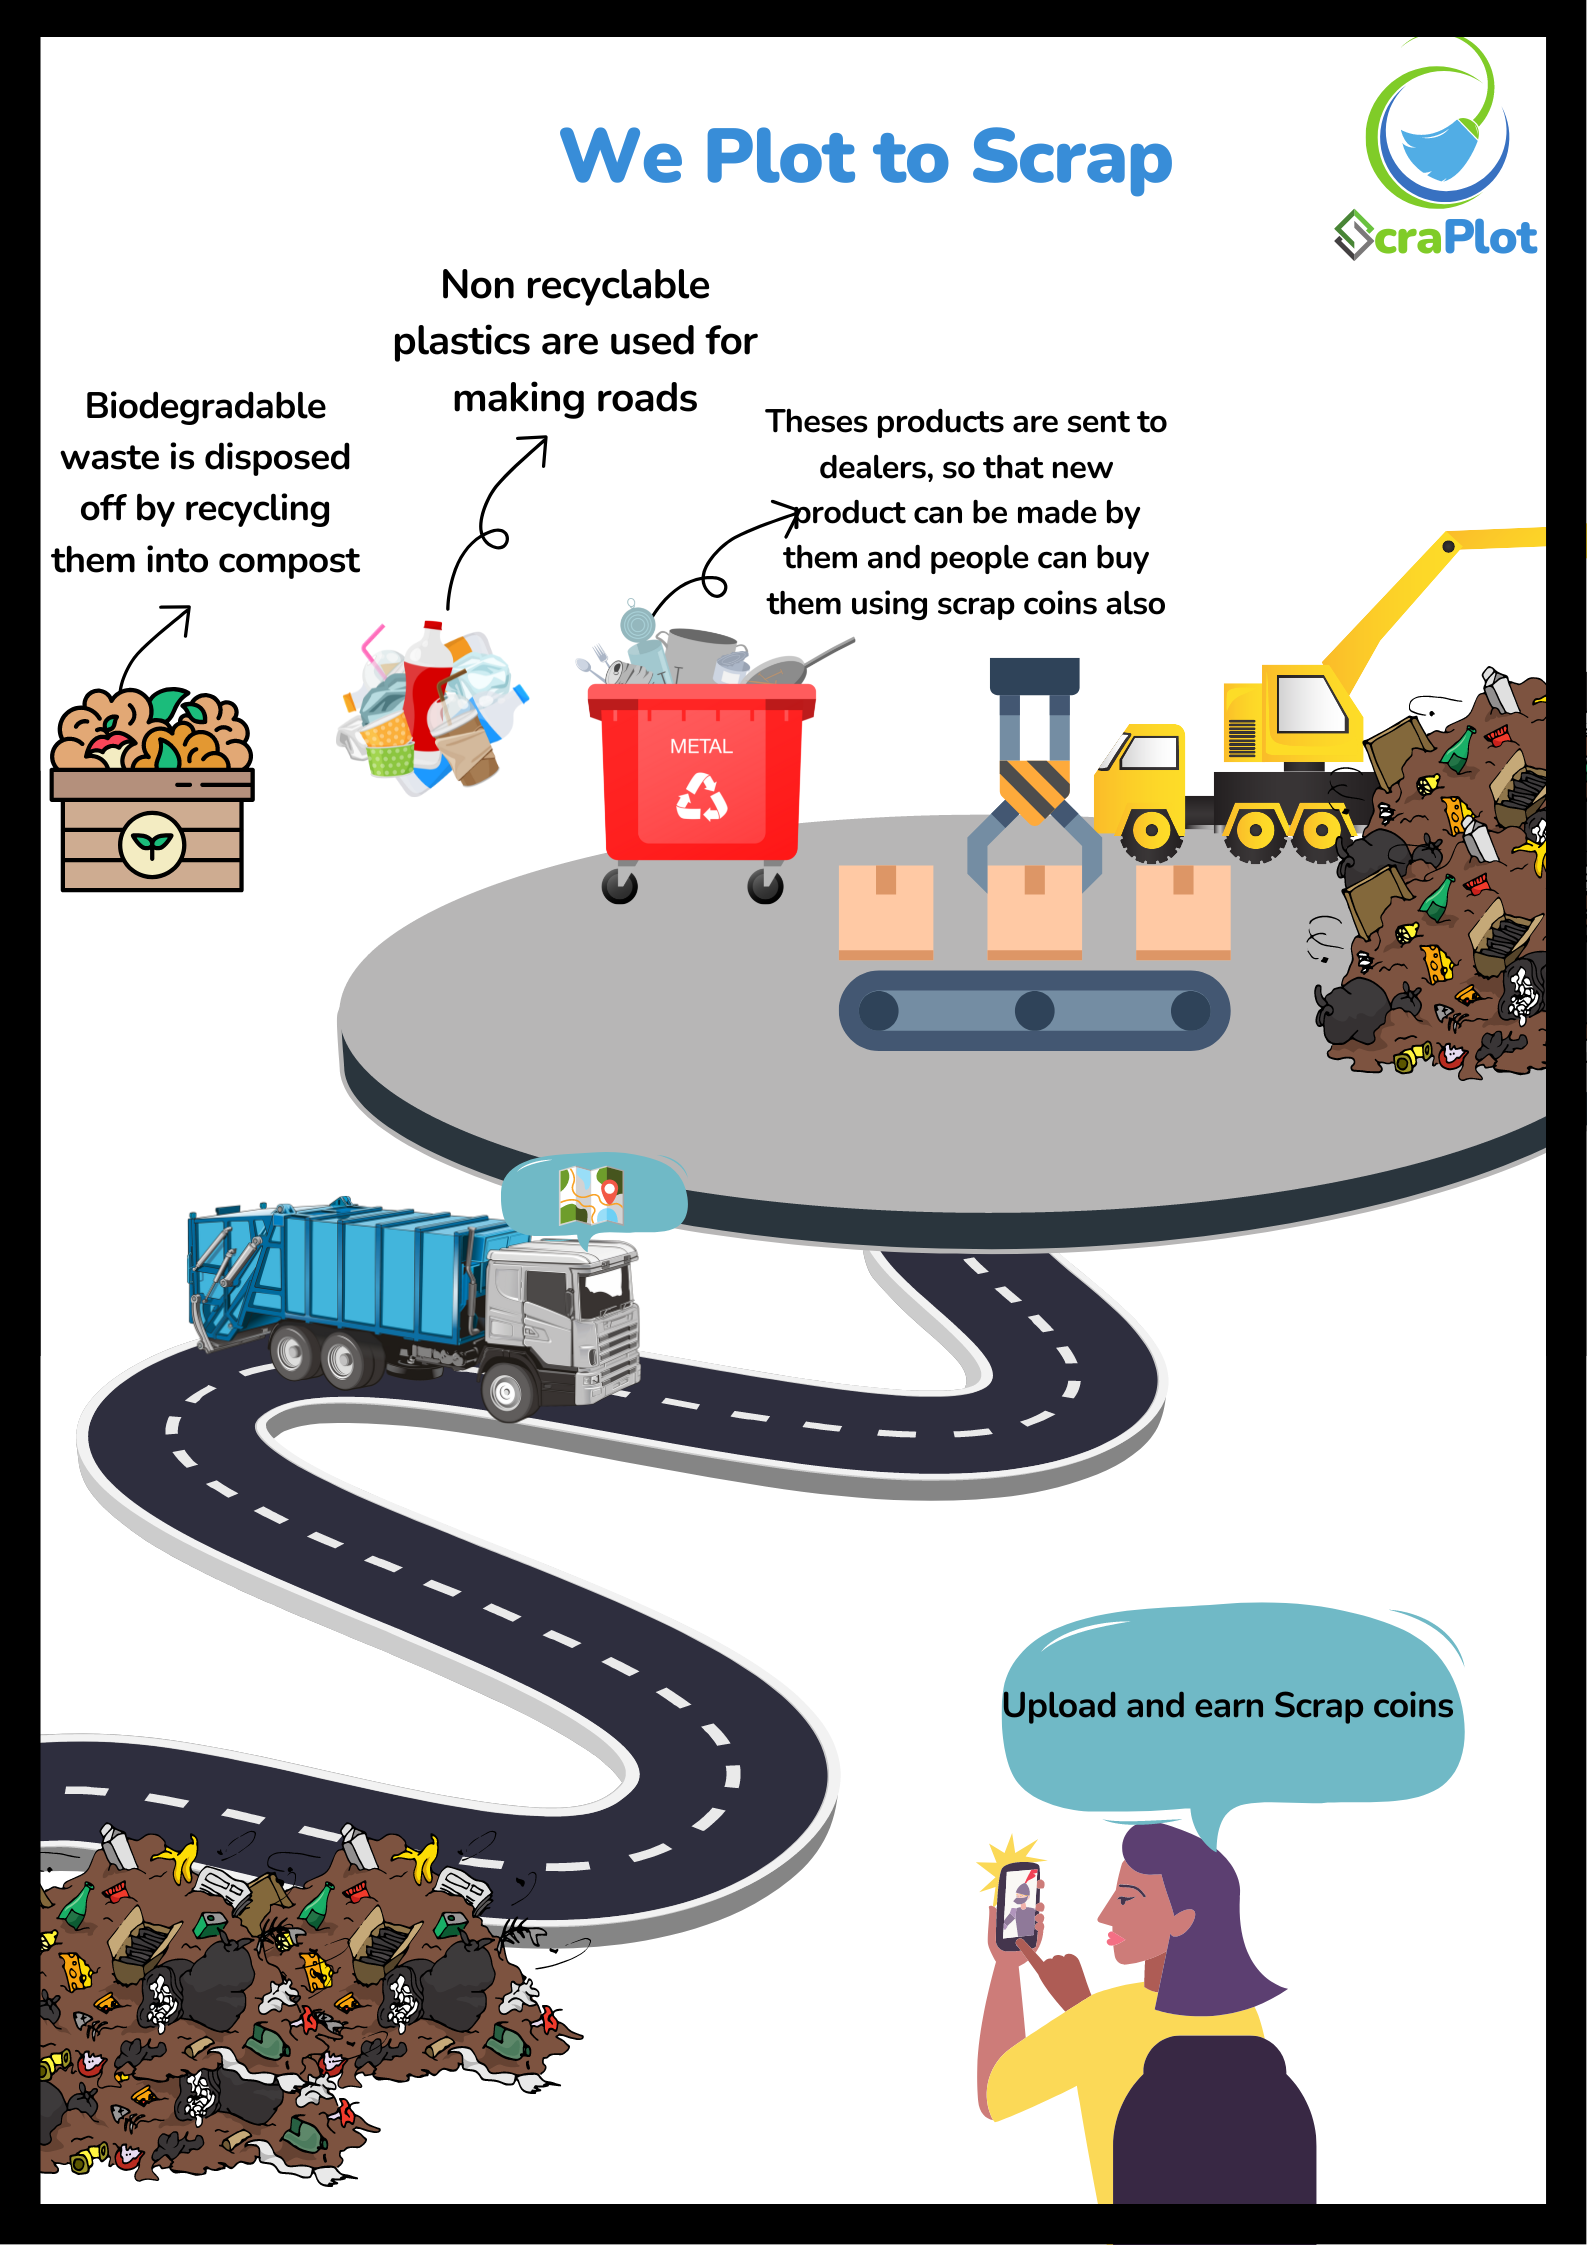 We Plot to Scrap
ScraPlot
Non recyclable
plastics are used for
making roads
Biodegradable
waste is disposed
off by recycling
them into compost
Theses products are sent to
dealers, so that new
product can be made by
them and people can buy
them using scrap coins also
METAL
Upload and earn Scrap coins